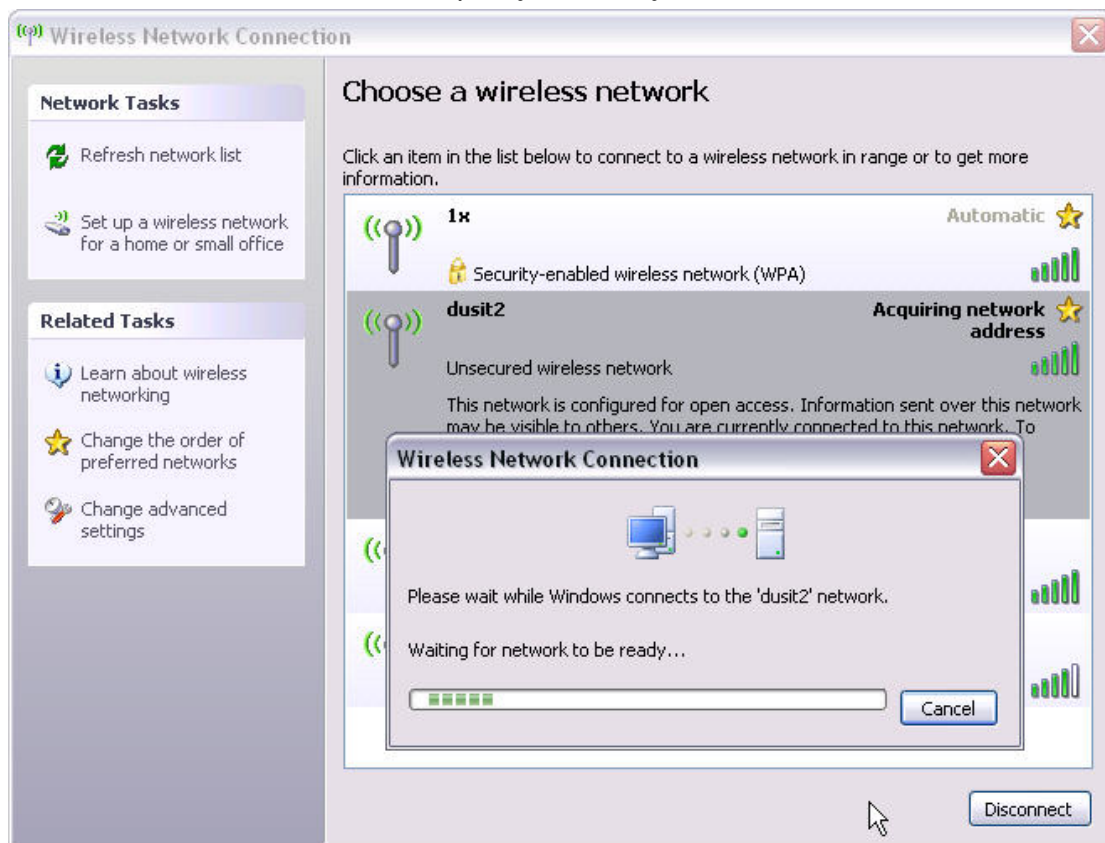 Wireless Network Connection
Network Tasks
Refresh network list
Set up a wireless network
for a home or small office
Related Tasks
Learn about wireless
networking
Change the order of
preferred networks
Change advanced
settings
Choose a wireless network
Click an item in the list below to connect to a wireless network in range or to get more
information.
1x
Automatic
Security-enabled wireless network (WPA)
dusit2
Acquiring network
address
Unsecured wireless network
This network is configured for open access. Information sent over this network
may be visible to others. You are currently connected to this network. To
Wireless Network Connection
Please wait while Windows connects to the 'dusit2' network.
Waiting for network to be ready...
Cancel
Disconnect